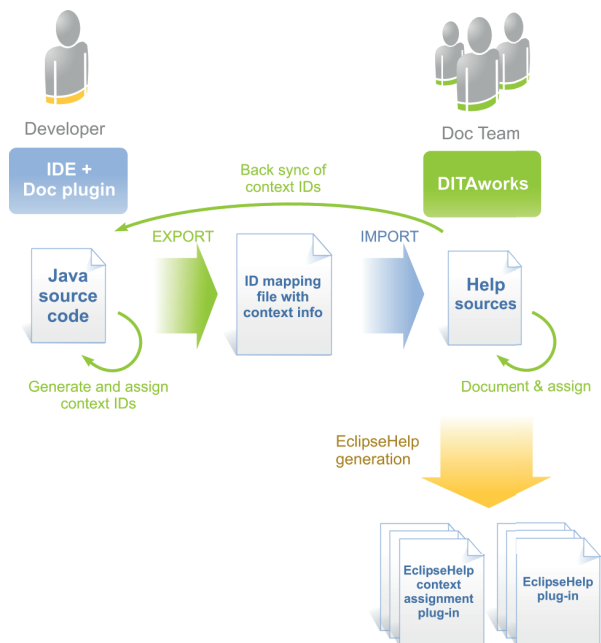 Developer
Doc Team
IDE +
Doc plugin
DITAworks
Back sync of
context IDs
EXPORT
IMPORT
Java
source
code
ID mapping
file with
context info
Help
sources
Generate and assign
context IDs
Document & assign
EclipseHelp
generation
EclipseHelp
context
assignment
plug-in
EclipseHelp
plug-in